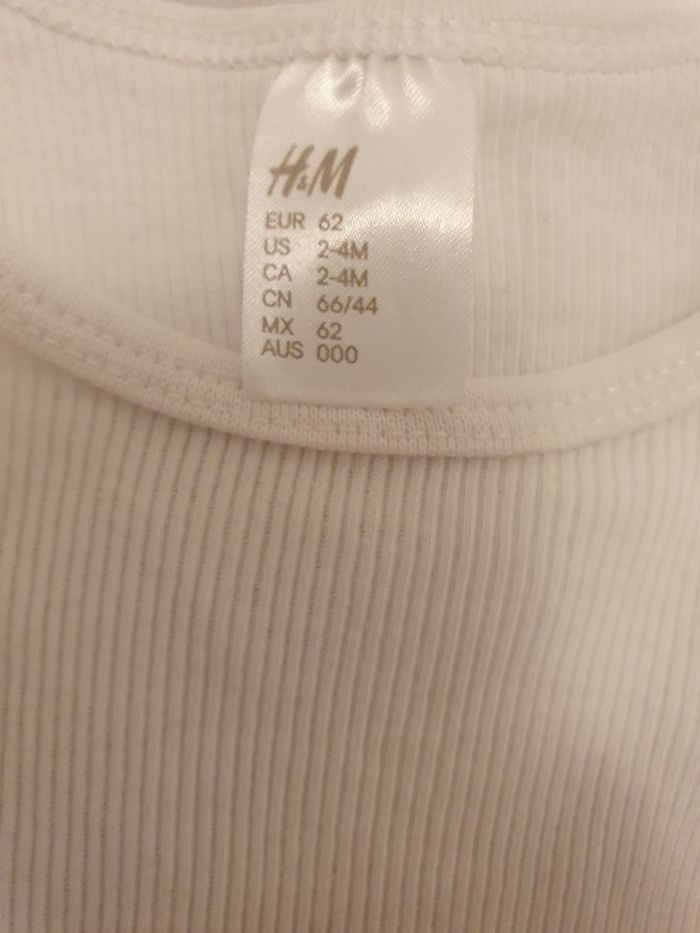 H&M
EUR 62
US 2-4M
CA 2-4M
CN 66/44
MX 62
AUS 000